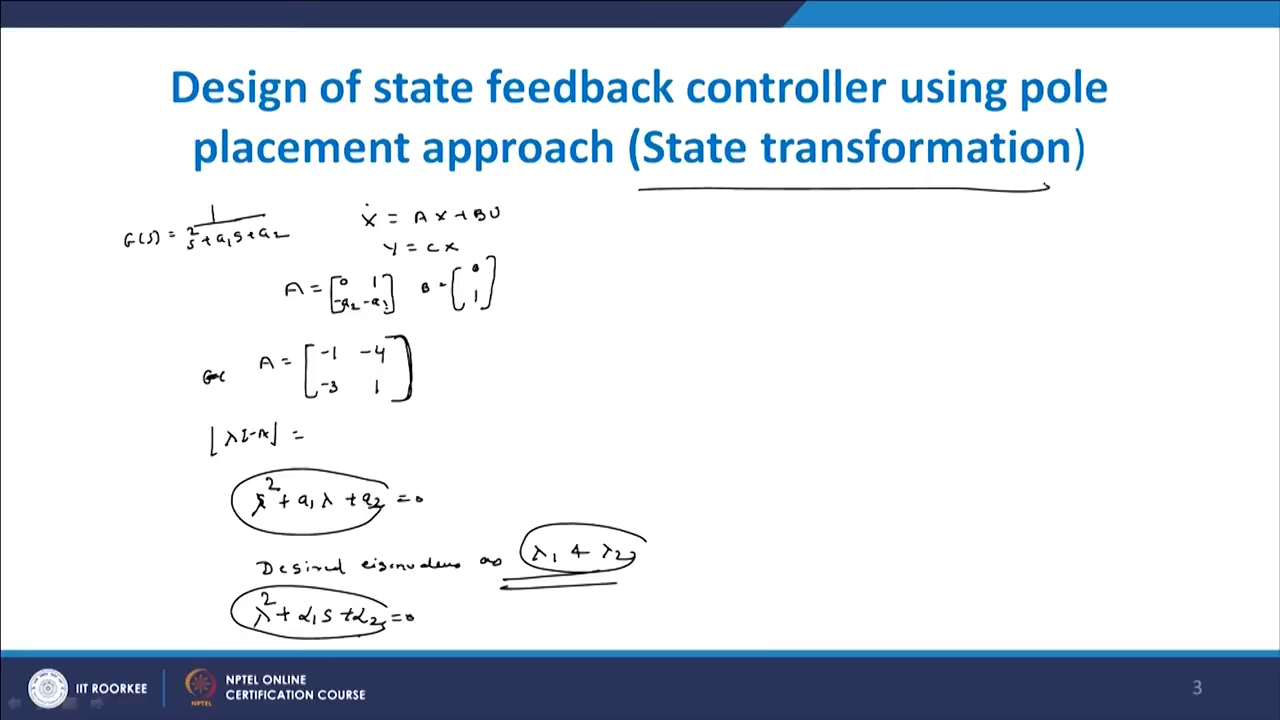 Design of state feedback controller using pole
placement approach (State transformation)
G(s) = 1 / s² + a₁s + a₂
Ẋ = AX + BU
Y = CX
A = [0 1
-a₂ -a₁] B = [0
1]
A = [-1 -4
-3 1]
|λI-A| =
λ² + a₁λ + a₂ = 0
Desired eigenvalues as λ₁ & λ₂
λ² + α₁s + α₂ = 0
IIT ROORKEE
NPTEL ONLINE
CERTIFICATION COURSE
NPTEL
3